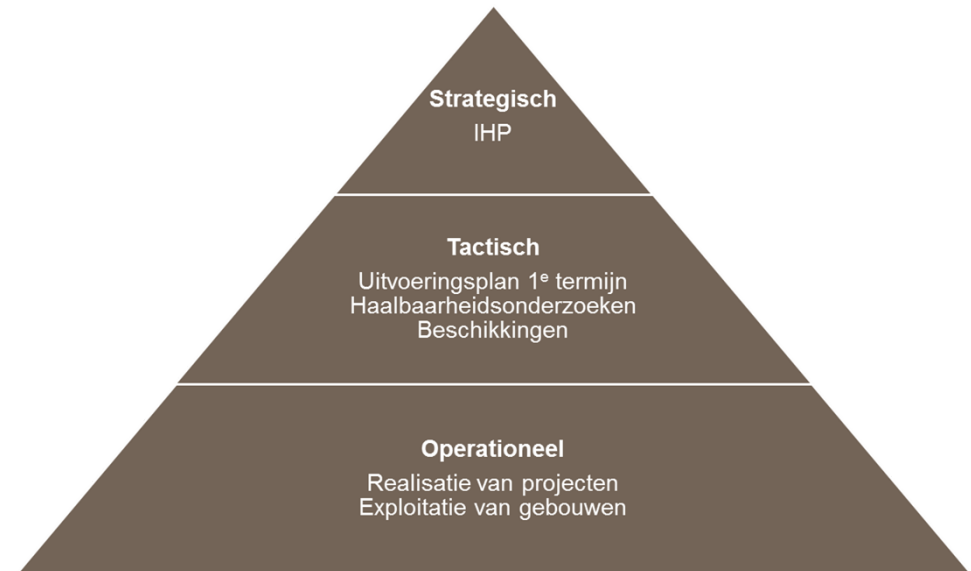 Strategisch
IHP
Tactisch
Uitvoeringsplan 1ᵉ termijn
Haalbaarheidsonderzoeken
Beschikkingen
Operationeel
Realisatie van projecten
Exploitatie van gebouwen